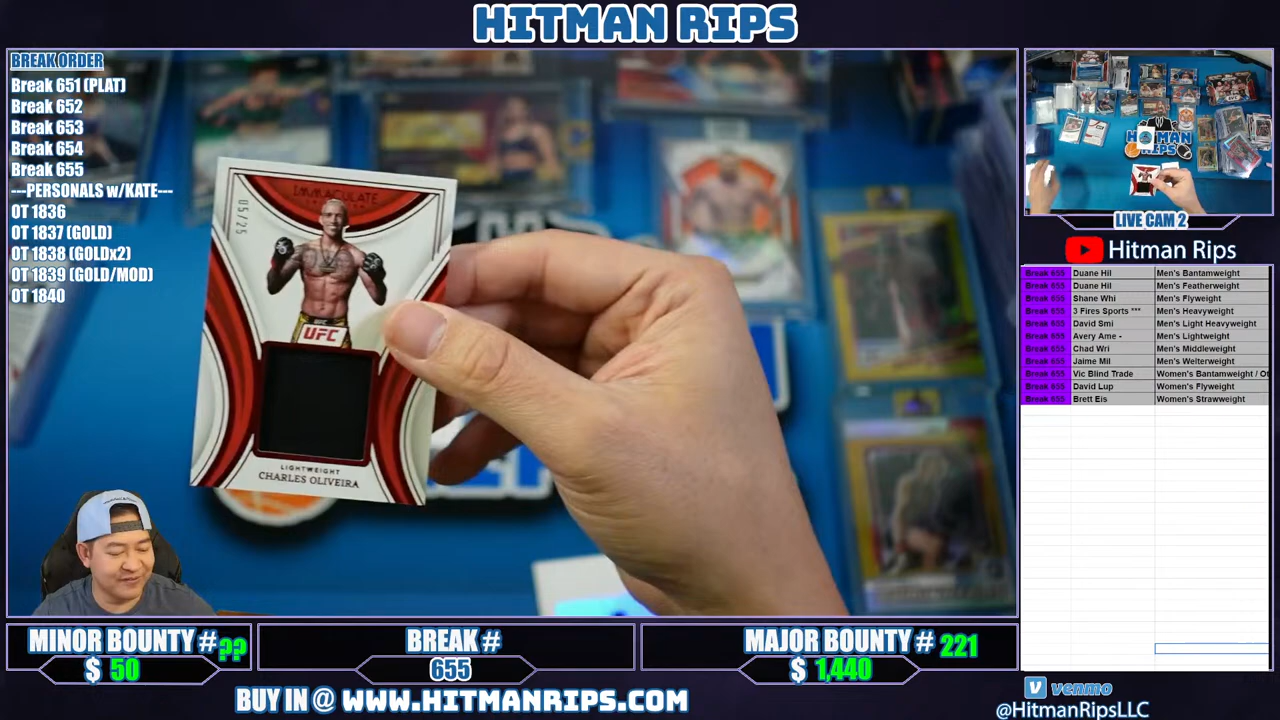 HITMAN RIPS
BREAK ORDER
Break 651 (PLAT)
Break 652
Break 653
Break 654
Break 655
---PERSONALS w/KATE---
OT 1836
OT 1837 (GOLD)
OT 1838 (GOLDx2)
OT 1839 (GOLD/MOD)
OT 1840
IMMACULATE
05/25
UFC
LIGHTWEIGHT
CHARLES OLIVEIRA
HITMAN
RIPS
LIVE CAM 2
Hitman Rips
Break 655 Duane Hil Men's Bantamweight
Break 655 Duane Hil Men's Featherweight
Break 655 Shane Whi Men's Flyweight
Break 655 3 Fires Sports *** Men's Heavyweight
Break 655 David Smi Men's Light Heavyweight
Break 655 Avery Ame - Men's Lightweight
Break 655 Chad Wri Men's Middleweight
Break 655 Jaime Mil Men's Welterweight
Break 655 Vic Blind Trade Women's Bantamweight / Ot
Break 655 David Lup Women's Flyweight
Break 655 Brett Eis Women's Strawweight
MINOR BOUNTY # ??
$ 50
BREAK #
655
MAJOR BOUNTY # 221
$ 1,440
BUY IN @ WWW.HITMANRIPS.COM
venmo
@HitmanRipsLLC